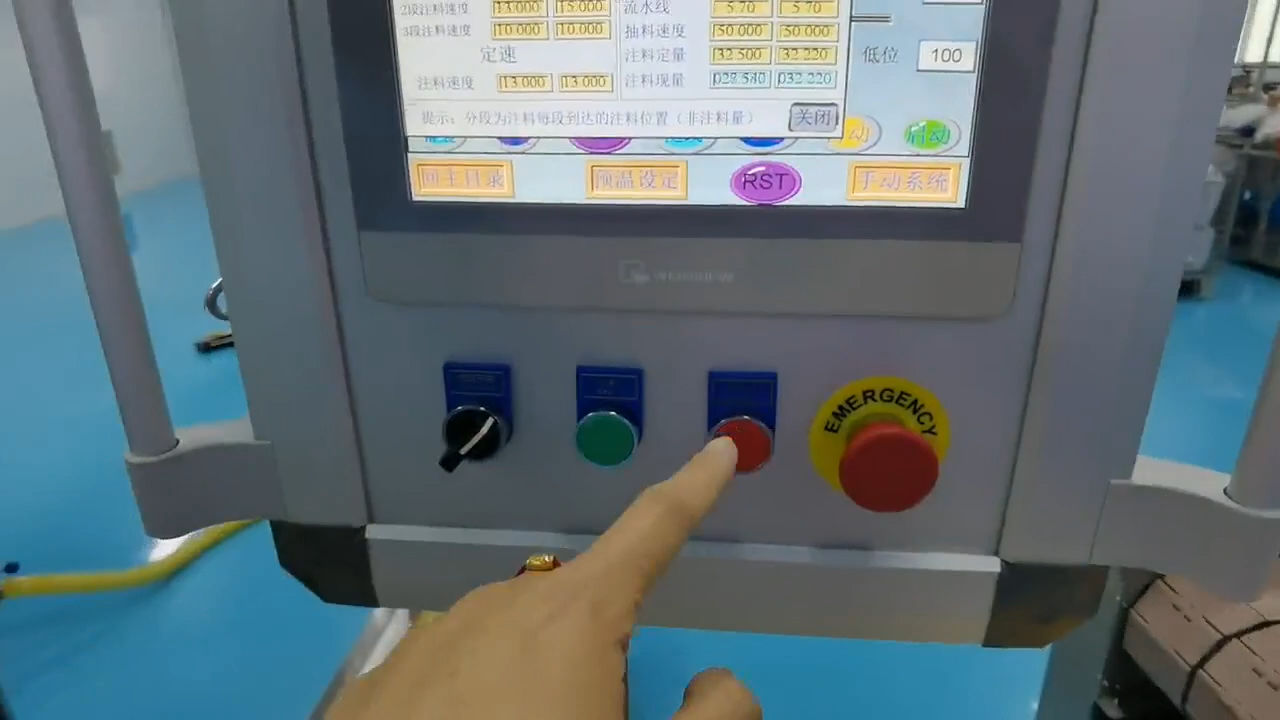 2段注料速度 13.000 15.000 流水线 5.70 5.70
3段注料速度 10.000 10.000 抽料速度 50.000 50.000
定速 注料定量 32.500 32.500 低位 100
注料速度 13.000 13.000 注料现量 028.580 032.220
提示：分段为注料每段到达的注料位置（非注料量） 关闭
启动
回主目录 预温设定 RST 手动系统
EMERGENCY